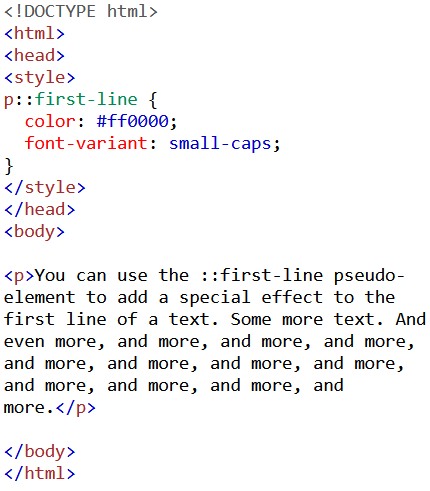 <!DOCTYPE html>
<html>
<head>
<style>
p::first-line {
  color: #ff0000;
  font-variant: small-caps;
}
</style>
</head>
<body>

<p>You can use the ::first-line pseudo-
element to add a special effect to the
first line of a text. Some more text. And
even more, and more, and more, and more,
and more, and more, and more, and more,
and more, and more, and more, and
more.</p>

</body>
</html>